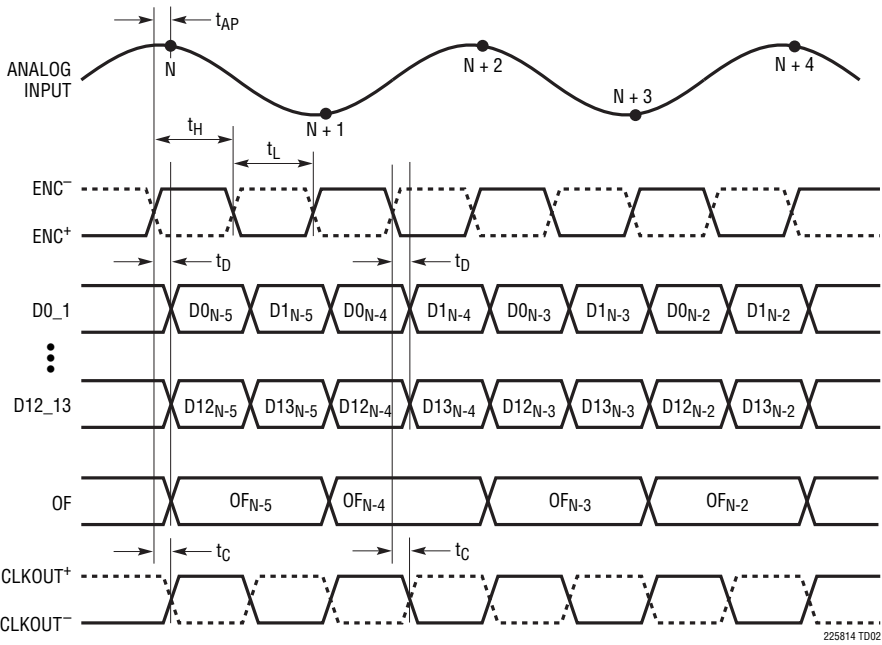 tAP
ANALOG
INPUT
N
N + 1
N + 2
N + 3
N + 4
tH
tL
ENC–
ENC+
tD
tD
D0_1
D0N-5
D1N-5
D0N-4
D1N-4
D0N-3
D1N-3
D0N-2
D1N-2
D12_13
D12N-5
D13N-5
D12N-4
D13N-4
D12N-3
D13N-3
D12N-2
D13N-2
OF
OFN-5
OFN-4
OFN-3
OFN-2
tC
tC
CLKOUT+
CLKOUT–
225814 TD02